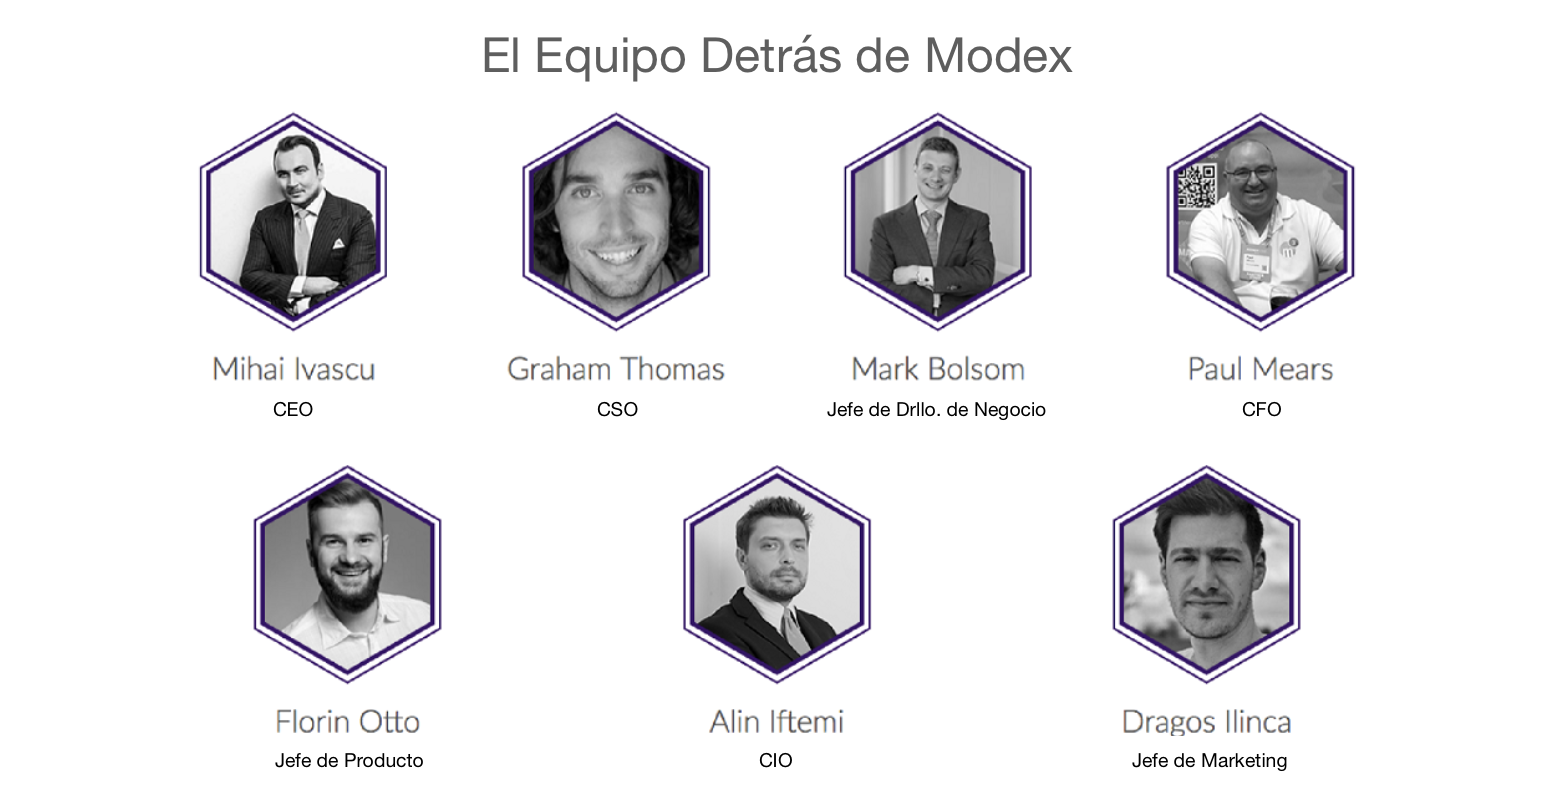 El Equipo Detrás de Modex
Mihai Ivascu
Graham Thomas
Mark Bolsom
Paul Mears
CEO
CSO
Jefe de Drllo. de Negocio
CFO
Florin Otto
Alin Iftemi
Dragos Ilinca
Jefe de Producto
CIO
Jefe de Marketing